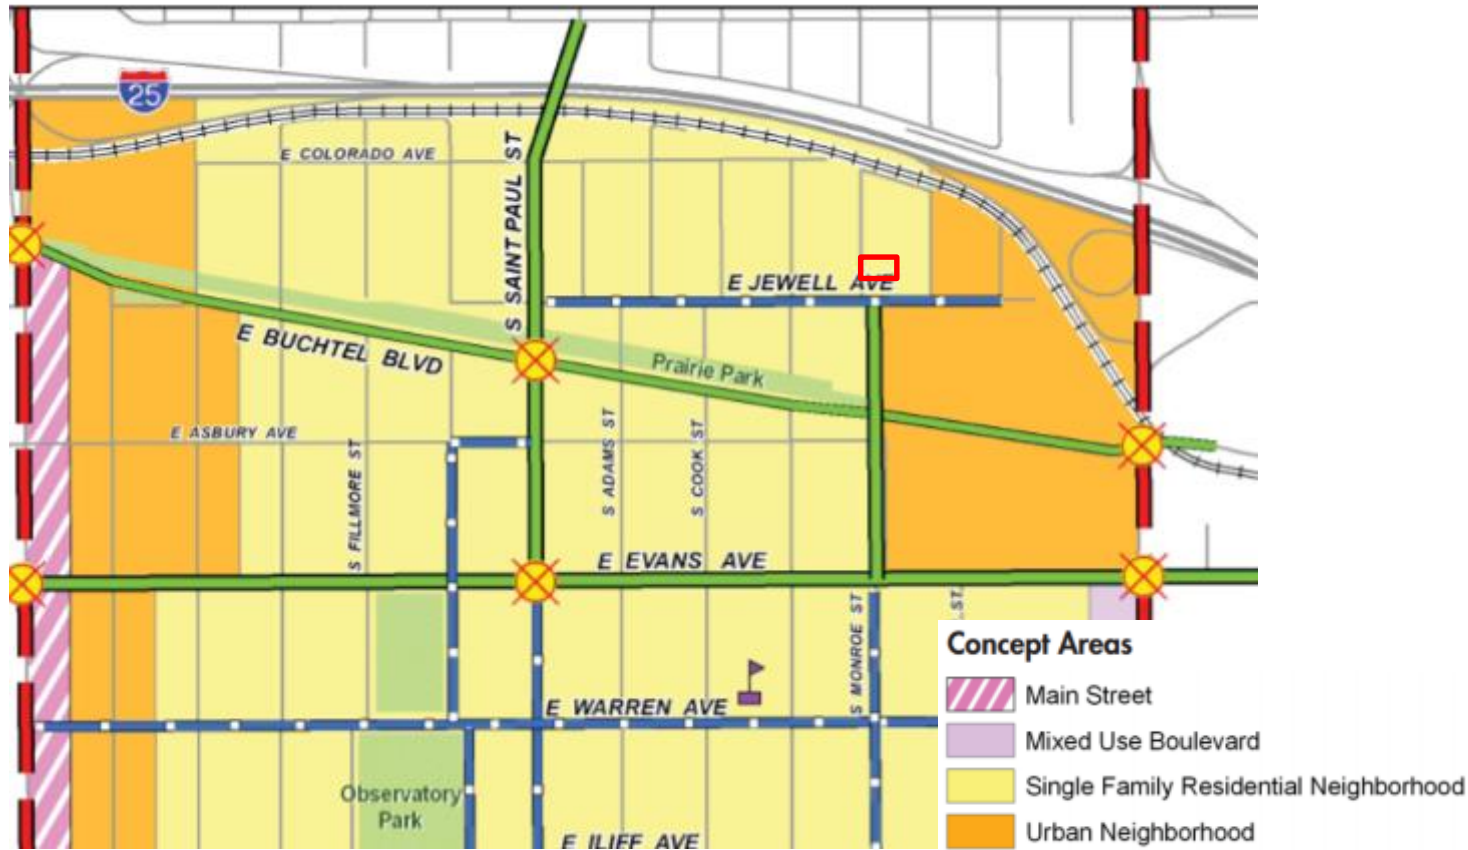 25
E COLORADO AVE
S SAINT PAUL ST
E JEWELL AVE
E BUCHTEL BLVD
Prairie Park
E ASBURY AVE
S FILLMORE ST
S ADAMS ST
S COOK ST
E EVANS AVE
S MONROE ST
ST
E WARREN AVE
Observatory
Park
E ILIFF AVE
Concept Areas
Main Street
Mixed Use Boulevard
Single Family Residential Neighborhood
Urban Neighborhood